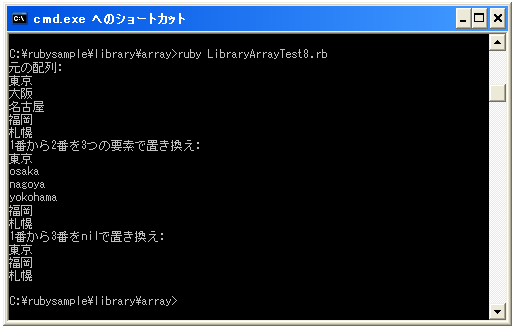 cmd.exe へのショートカット
C:¥rubysample¥library¥array>ruby LibraryArrayTest8.rb
元の配列:
東京
大阪
名古屋
福岡
札幌
1番から2番を3つの要素で置き換え:
東京
osaka
nagoya
yokohama
福岡
札幌
1番から3番をnilで置き換え:
東京
福岡
札幌
C:¥rubysample¥library¥array>